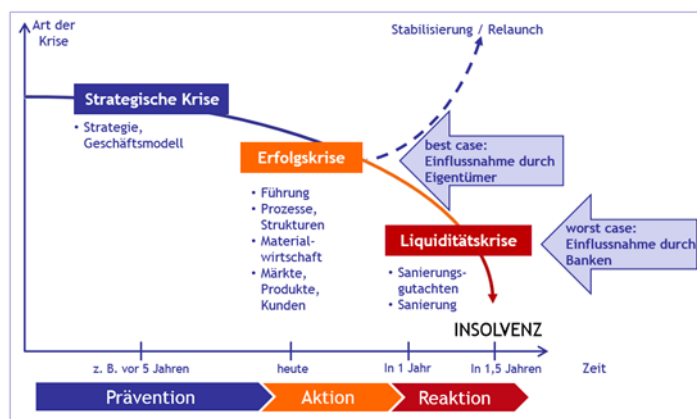 Art der
Krise
Stabilisierung / Relaunch
Strategische Krise
• Strategie,
Geschäftsmodell
best case:
Einflussnahme durch
Eigentümer
Erfolgskrise
• Führung
• Prozesse,
Strukturen
• Material-
wirtschaft
• Märkte,
Produkte,
Kunden
Liquiditätskrise
• Sanierungs-
gutachten
• Sanierung
worst case:
Einflussnahme durch
Banken
INSOLVENZ
z. B. vor 5 Jahren
heute
In 1 Jahr
In 1,5 Jahren
Zeit
Prävention
Aktion
Reaktion